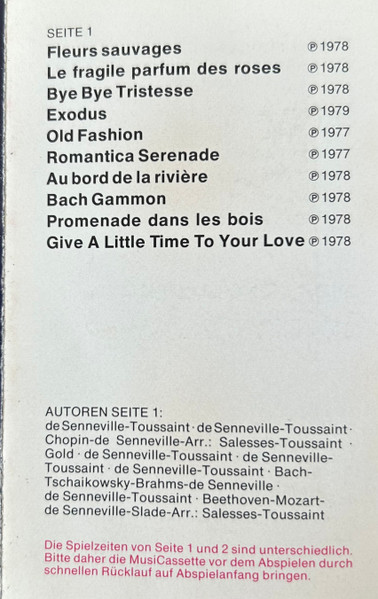 SEITE 1
Fleurs sauvages ℗ 1978
Le fragile parfum des roses ℗ 1978
Bye Bye Tristesse ℗ 1978
Exodus ℗ 1979
Old Fashion ℗ 1977
Romantica Serenade ℗ 1977
Au bord de la rivière ℗ 1978
Bach Gammon ℗ 1978
Promenade dans les bois ℗ 1978
Give A Little Time To Your Love ℗ 1978
AUTOREN SEITE 1:
de Senneville-Toussaint · de Senneville-Toussaint ·
Chopin-de Senneville-Arr.: Salesses-Toussaint ·
Gold · de Senneville-Toussaint · de Senneville-
Toussaint · de Senneville-Toussaint · Bach-
Tschaikowsky-Brahms-de Senneville ·
de Senneville-Toussaint · Beethoven-Mozart-
de Senneville-Slade-Arr.: Salesses-Toussaint
Die Spielzeiten von Seite 1 und 2 sind unterschiedlich.
Bitte daher die MusiCassette vor dem Abspielen durch
schnellen Rücklauf auf Abspielanfang bringen.